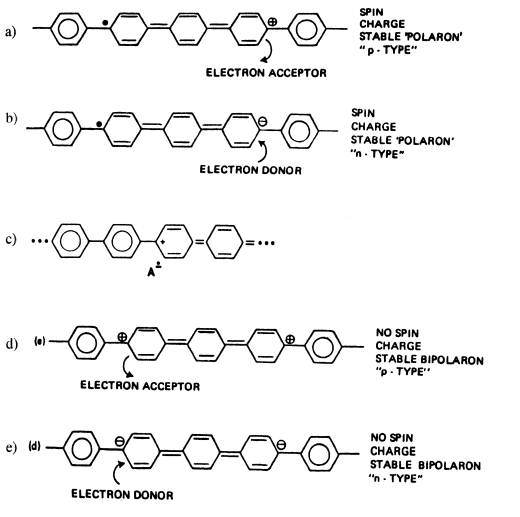 a)
SPIN
CHARGE
STABLE 'POLARON'
"p - TYPE"
ELECTRON ACCEPTOR
b)
SPIN
CHARGE
STABLE 'POLARON'
"n - TYPE"
ELECTRON DONOR
c)
A
d) (e)
NO SPIN
CHARGE
STABLE BIPOLARON
"p - TYPE"
ELECTRON ACCEPTOR
e) (d)
NO SPIN
CHARGE
STABLE BIPOLARON
"n - TYPE"
ELECTRON DONOR